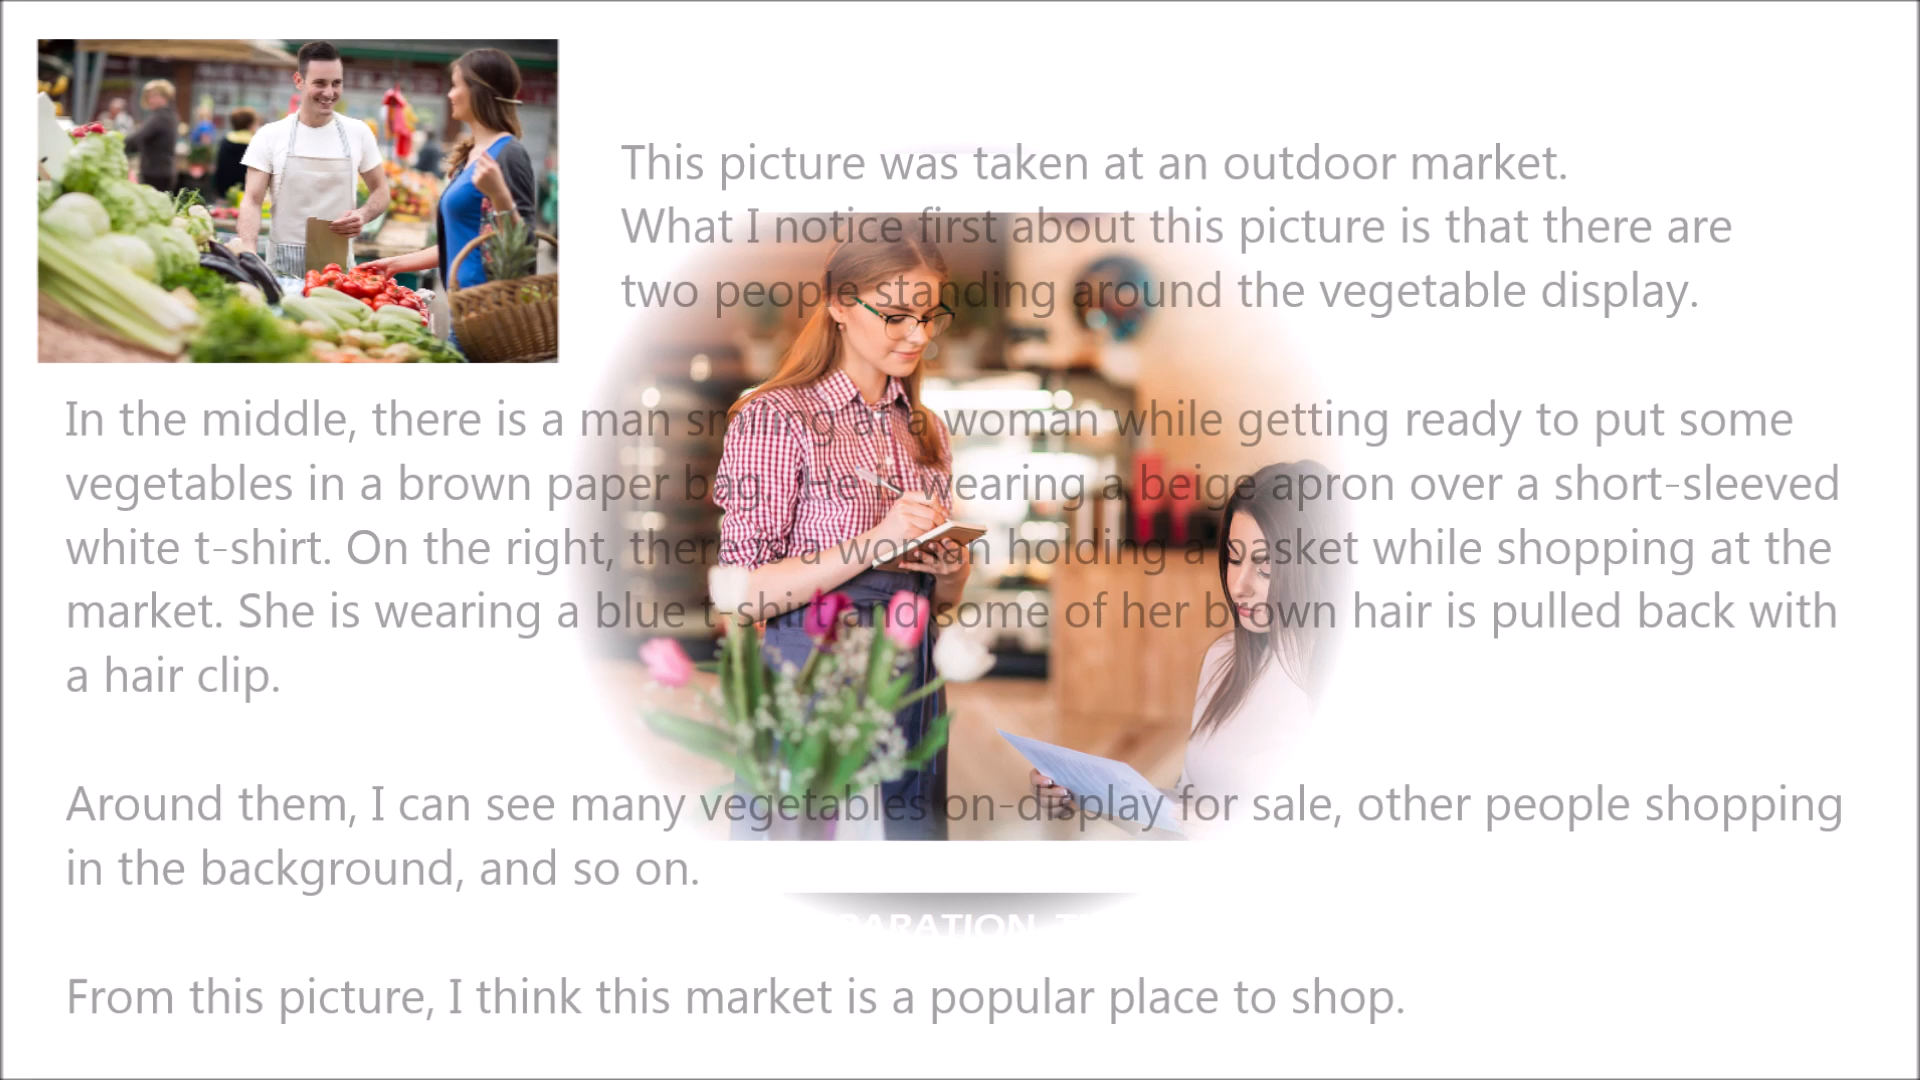 This picture was taken at an outdoor market.
What I notice first about this picture is that there are
two people standing around the vegetable display.
In the middle, there is a man smiling at a woman while getting ready to put some
vegetables in a brown paper bag. He is wearing a beige apron over a short-sleeved
white t-shirt. On the right, there is a woman holding a basket while shopping at the
market. She is wearing a blue t-shirt and some of her brown hair is pulled back with
a hair clip.
Around them, I can see many vegetables on-display for sale, other people shopping
in the background, and so on.
From this picture, I think this market is a popular place to shop.